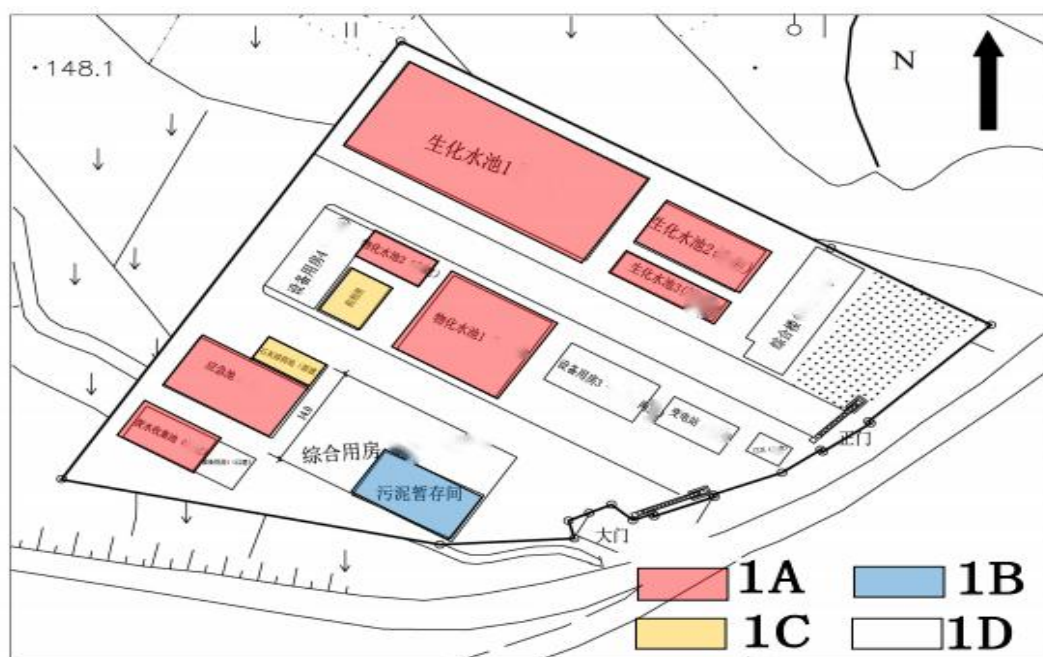 148.1
N
生化水池1
生化水池2
生化水池3
物化水池2
设备用房4
物化水池1
综合楼
设备用房3
变电站
应急池
14.0
综合用房
污泥暂存间
正门
大门
1A
1B
1C
1D